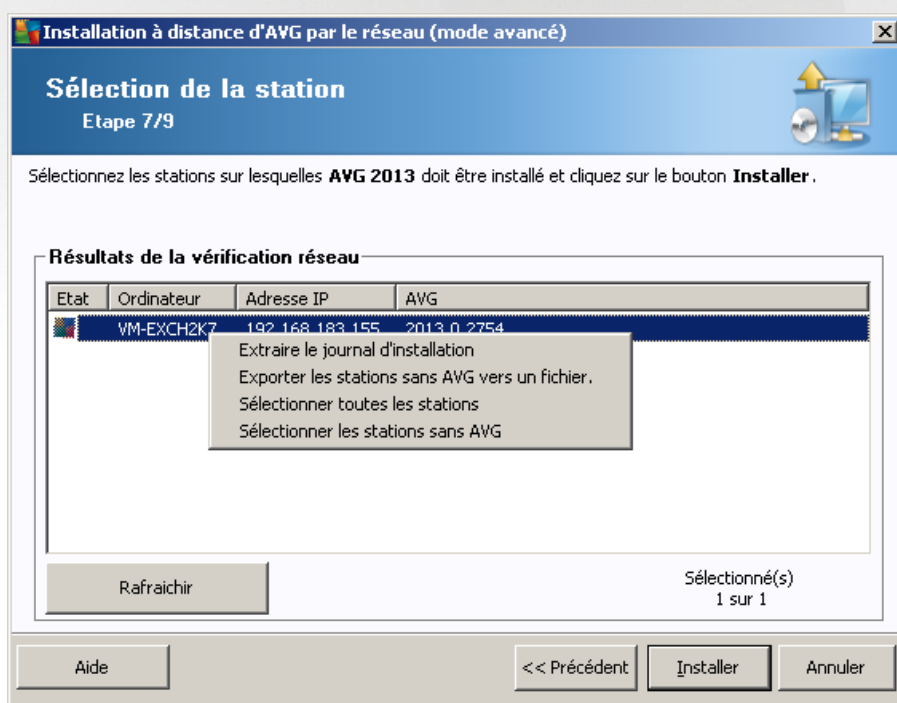 Installation à distance d'AVG par le réseau (mode avancé)
Sélection de la station
Etape 7/9
Sélectionnez les stations sur lesquelles AVG 2013 doit être installé et cliquez sur le bouton Installer.
Résultats de la vérification réseau
Etat Ordinateur Adresse IP AVG
VM-EXCH2K7 192.168.183.155 2013.0.2754
Extraire le journal d'installation
Exporter les stations sans AVG vers un fichier.
Sélectionner toutes les stations
Sélectionner les stations sans AVG
Rafraichir
Sélectionné(s)
1 sur 1
Aide << Précédent Installer Annuler